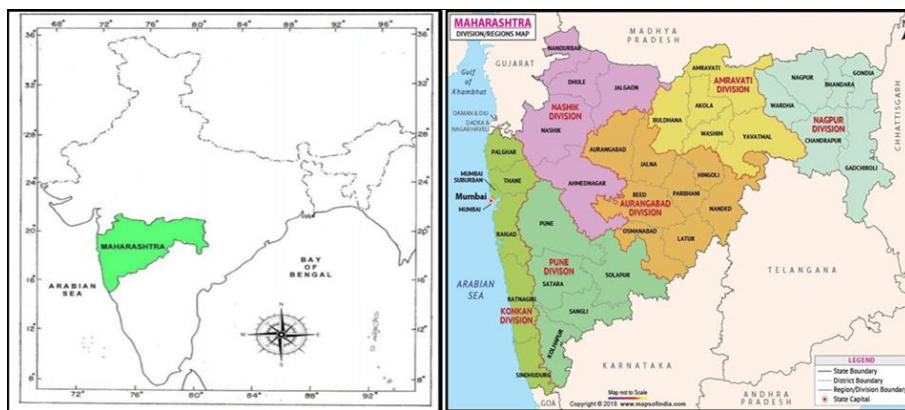 68° 72° 76° 80° 84° 88° 92° 96°
36°
32°
28°
24°
20°
16°
12°
8°
MAHARASHTRA
ARABIAN
SEA
BAY
OF
BENGAL
N
72° 76° 80° 84° 88° 92° 96°
MAHARASHTRA
DIVISION/REGIONS MAP
MADHYA
PRADESH
GUJARAT
Gulf
of
Khambhat
DAMAN & DIU
DADRA &
NAGAR HAVELI
NANDURBAR
DHULE
JALGAON
NASHIK
DIVISION
NASHIK
AHMEDNAGAR
AMRAVATI
AMRAVATI
DIVISION
AKOLA
BULDHANA
WASHIM
YAVATMAL
NAGPUR
BHANDARA
GONDIA
WARDHA
NAGPUR
DIVISION
CHANDRAPUR
GADCHIROLI
CHHATTISGARH
AURANGABAD
JALNA
HINGOLI
BEED
PARBHANI
AURANGABAD
DIVISION
NANDED
OSMANABAD
LATUR
PALGHAR
THANE
MUMBAI
SUBURBAN
Mumbai
MUMBAI
RAIGAD
RATNAGIRI
KONKAN
DIVISION
SINDHUDURG
PUNE
PUNE
DIVISON
SOLAPUR
SATARA
SANGLI
KOLHAPUR
ARABIAN
SEA
TELANGANA
KARNATAKA
GOA
ANDHRA
PRADESH
Map not to Scale
Copyright © 2018 www.mapsofindia.com
LEGEND
State Boundary
District Boundary
Region/Division Boundary
State Capital